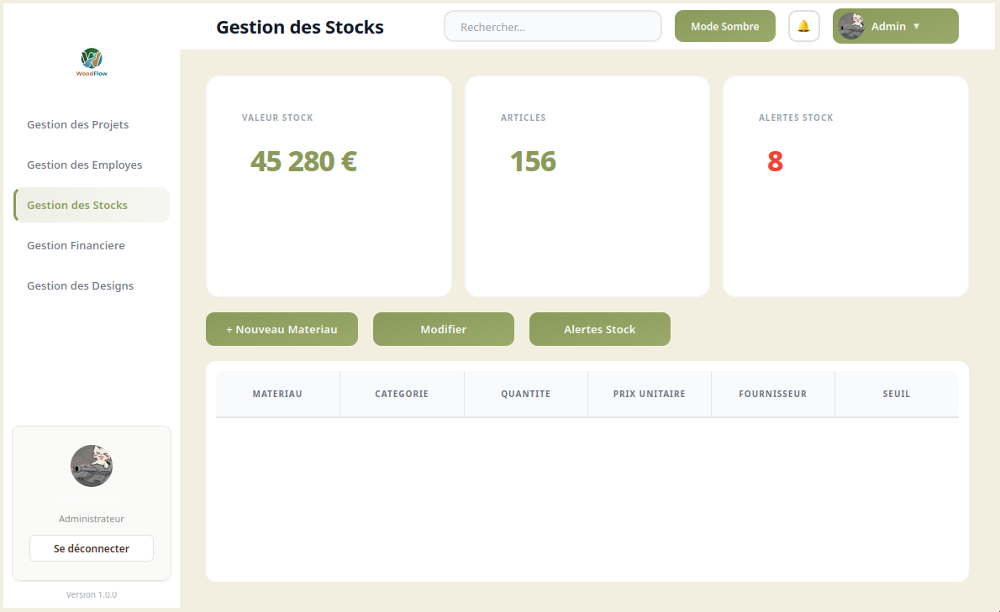 Gestion des Stocks
Rechercher...
Mode Sombre
Admin ▼
WoodFlow
Gestion des Projets
Gestion des Employes
Gestion des Stocks
Gestion Financiere
Gestion des Designs
Administrateur
Se déconnecter
Version 1.0.0
VALEUR STOCK
45 280 €
ARTICLES
156
ALERTES STOCK
8
+ Nouveau Materiau
Modifier
Alertes Stock
MATERIAU
CATEGORIE
QUANTITE
PRIX UNITAIRE
FOURNISSEUR
SEUIL